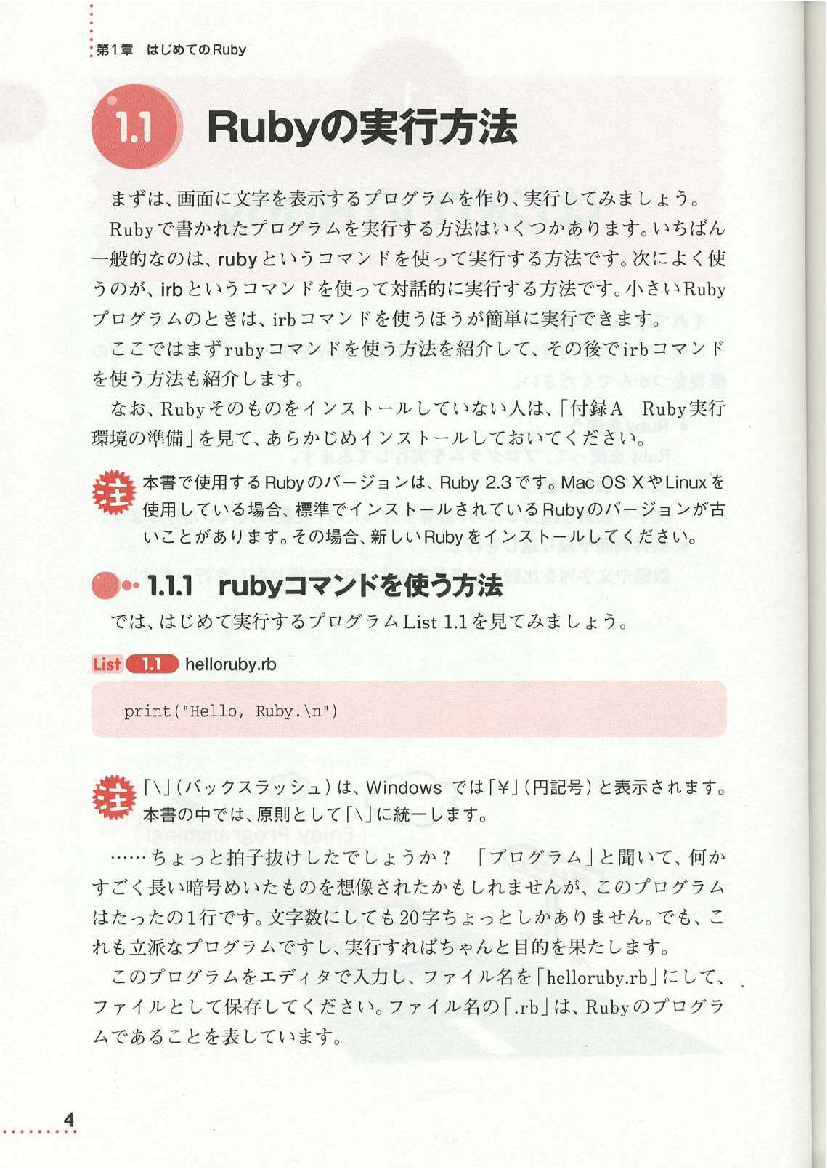 第1章　はじめてのRuby
1.1　Rubyの実行方法
まずは、画面に文字を表示するプログラムを作り、実行してみましょう。
Rubyで書かれたプログラムを実行する方法はいくつかあります。いちばん
一般的なのは、rubyというコマンドを使って実行する方法です。次によく使
うのが、irbというコマンドを使って対話的に実行する方法です。小さいRuby
プログラムのときは、irbコマンドを使うほうが簡単に実行できます。
ここではまずrubyコマンドを使う方法を紹介して、その後でirbコマンド
を使う方法も紹介します。
なお、Rubyそのものをインストールしていない人は、「付録A　Ruby実行
環境の準備」を見て、あらかじめインストールしておいてください。
注　本書で使用するRubyのバージョンは、Ruby 2.3です。Mac OS XやLinuxを
使用している場合、標準でインストールされているRubyのバージョンが古
いことがあります。その場合、新しいRubyをインストールしてください。
1.1.1　rubyコマンドを使う方法
では、はじめて実行するプログラムList 1.1を見てみましょう。
List 1.1 helloruby.rb
print("Hello, Ruby.\n")
注　「\」（バックスラッシュ）は、Windows では「¥」（円記号）と表示されます。
本書の中では、原則として「\」に統一します。
……ちょっと拍子抜けしたでしょうか？　「プログラム」と聞いて、何か
すごく長い暗号めいたものを想像されたかもしれませんが、このプログラム
はたったの1行です。文字数にしても20字ちょっとしかありません。でも、こ
れも立派なプログラムですし、実行すればちゃんと目的を果たします。
このプログラムをエディタで入力し、ファイル名を「helloruby.rb」にして、
ファイルとして保存してください。ファイル名の「.rb」は、Rubyのプログラ
ムであることを表しています。
4